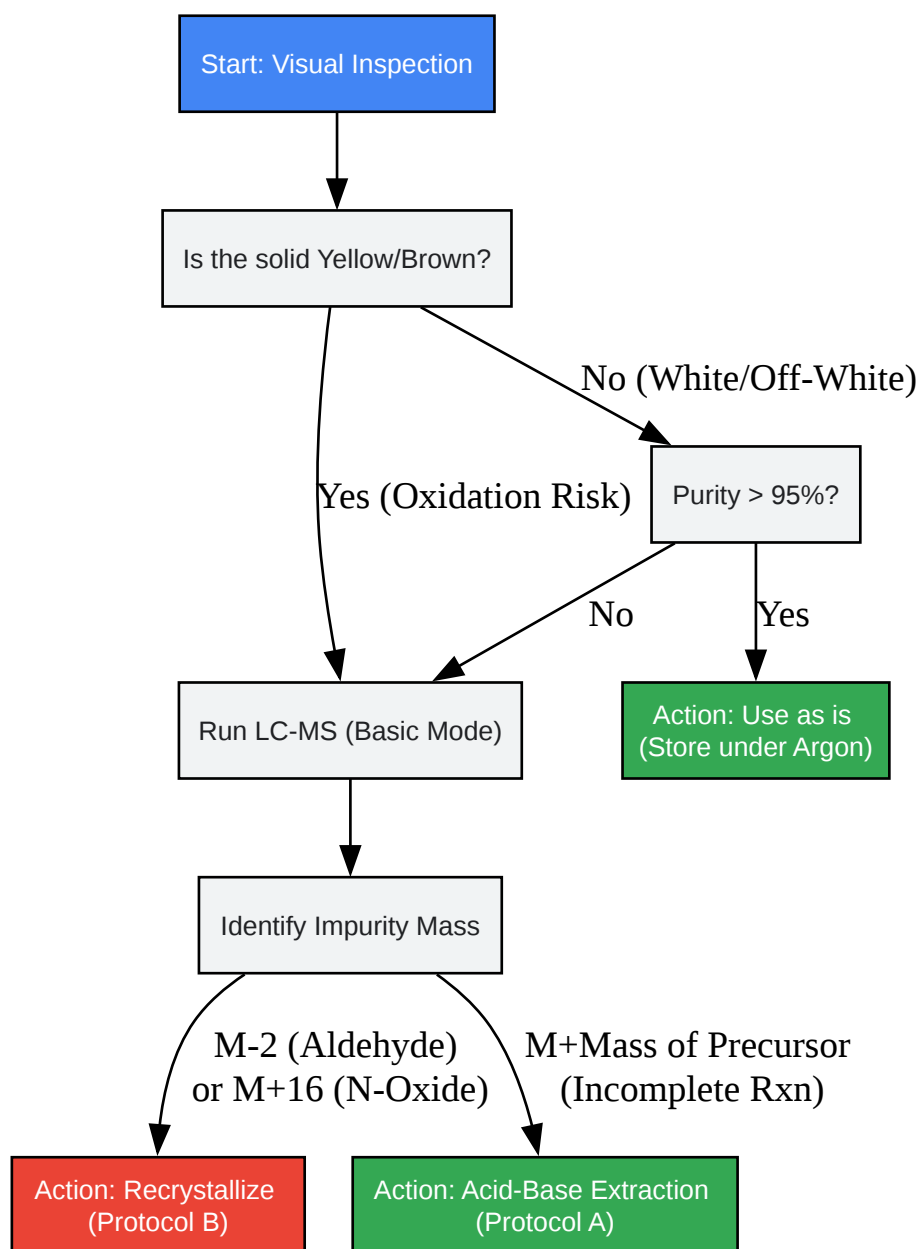 Start: Visual Inspection
Is the solid Yellow/Brown?
No (White/Off-White)
Yes (Oxidation Risk)
Purity > 95%?
No
Yes
Run LC-MS (Basic Mode)
Action: Use as is
(Store under Argon)
Identify Impurity Mass
M-2 (Aldehyde)
or M+16 (N-Oxide)
M+Mass of Precursor
(Incomplete Rxn)
Action: Recrystallize
(Protocol B)
Action: Acid-Base Extraction
(Protocol A)